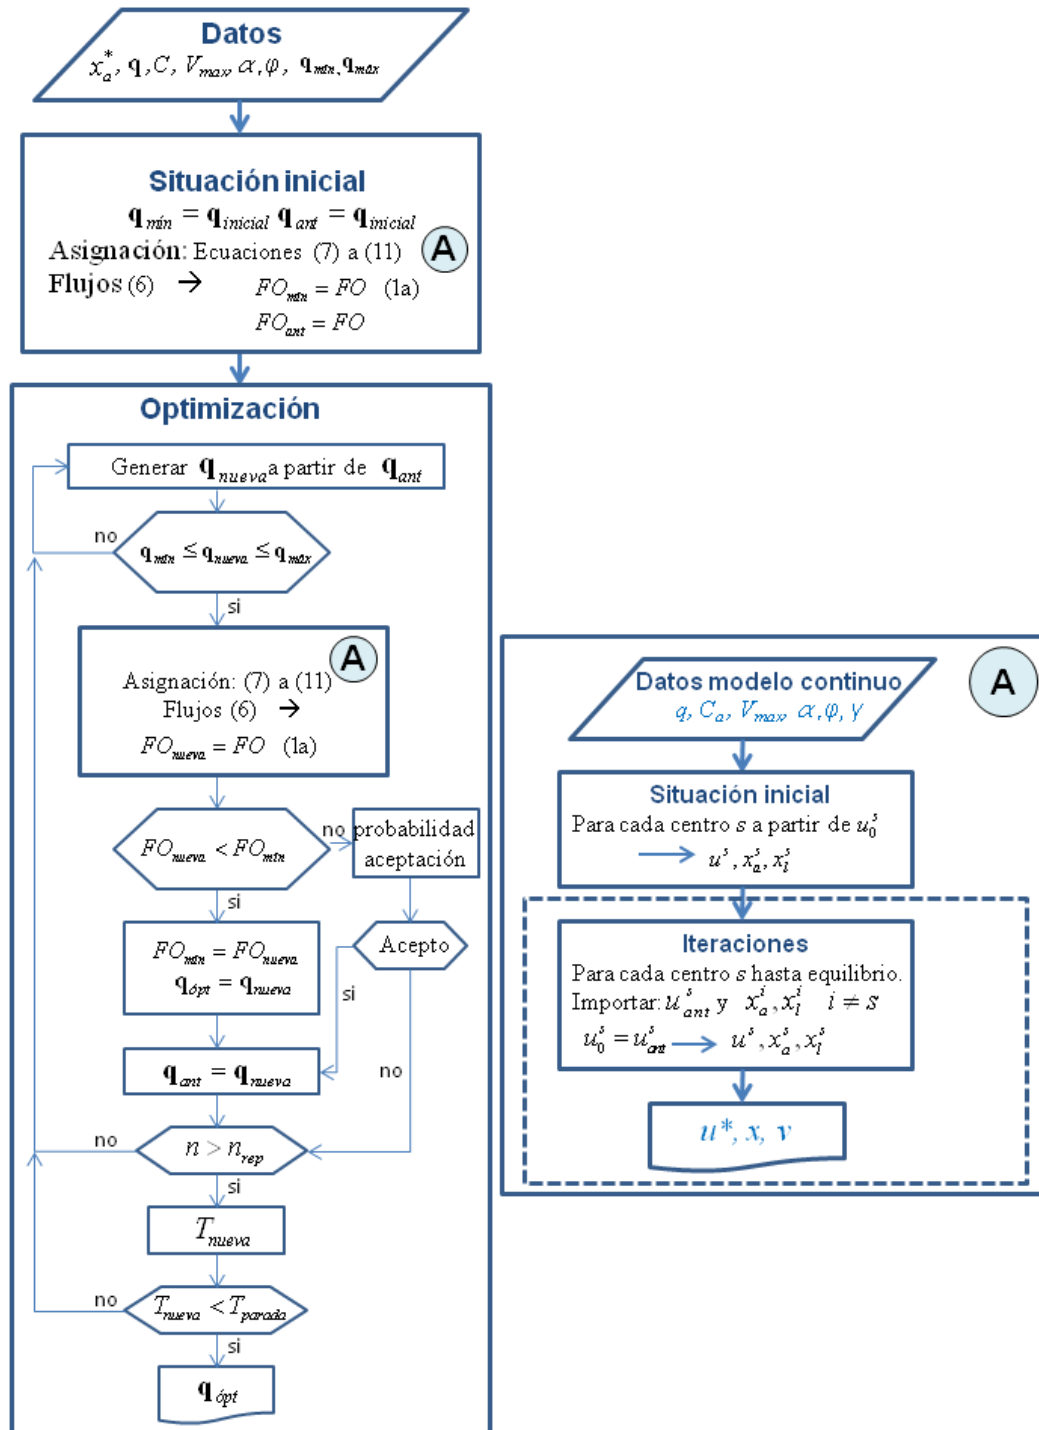 Datos
x*a, q, C, Vmax, α, φ, qmín, qmáx
Situación inicial
qmín = qinicial qant = qinicial
Asignación: Ecuaciones (7) a (11)
A
Flujos (6) → FOmín = FO (1a)
FOant = FO
Optimización
Generar qnueva a partir de qant
no
qmín ≤ qnueva ≤ qmáx
si
A
Asignación: (7) a (11)
Flujos (6) →
FOnueva = FO (1a)
FOnueva < FOmín
no
probabilidad
aceptación
si
Acepto
FOmín = FOnueva
qópt = qnueva
si
no
qant = qnueva
no
n > nrep
si
Tnueva
no
Tnueva < Tparada
si
qópt
A
Datos modelo continuo
q, Ca, Vmax, α, φ, γ
Situación inicial
Para cada centro s a partir de u₀ˢ
→ uˢ, xₐˢ, xₗˢ
Iteraciones
Para cada centro s hasta equilibrio.
Importar: uˢant y xₐⁱ, xₗⁱ i ≠ s
u₀ˢ = uˢant → uˢ, xₐˢ, xₗˢ
u*, x, v